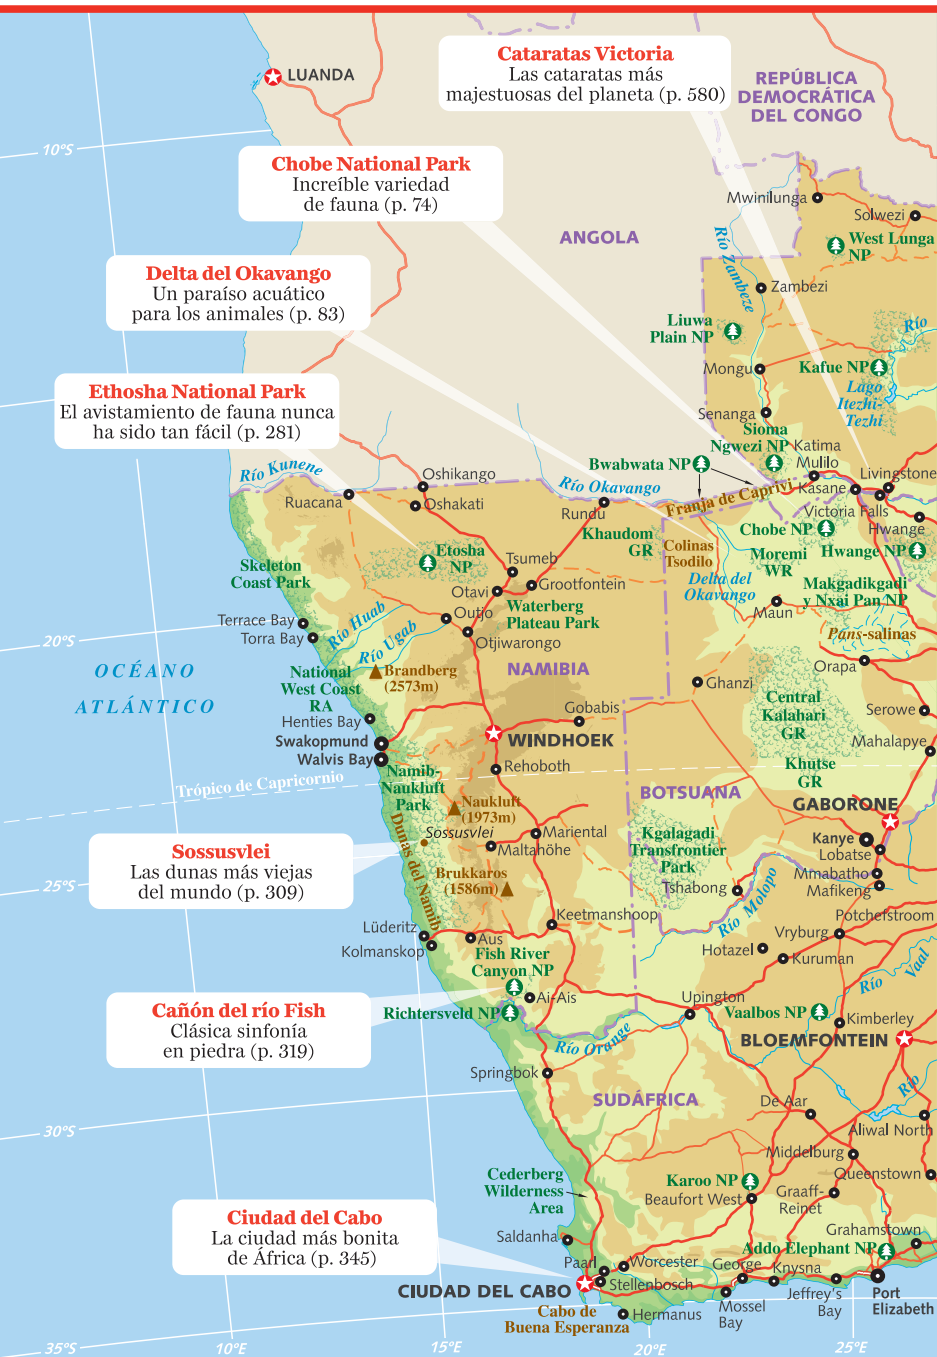 Cataratas Victoria
Las cataratas más
majestuosas del planeta (p. 580)
LUANDA
REPÚBLICA
DEMOCRÁTICA
DEL CONGO
10°S
Chobe National Park
Increíble variedad
de fauna (p. 74)
Mwinilunga
Solwezi
ANGOLA
Río Zambeze
West Lunga
NP
Delta del Okavango
Un paraíso acuático
para los animales (p. 83)
Zambezi
Liuwa
Plain NP
Río
Mongu
Kafue NP
Lago
Itezhi-
Tezhi
Ethosha National Park
El avistamiento de fauna nunca
ha sido tan fácil (p. 281)
Senanga
Sioma
Ngwezi NP
Katima
Mulilo
Bwabwata NP
Río Kunene
Oshikango
Río Okavango
Franja de Caprivi
Kasane
Livingstone
Ruacana
Oshakati
Rundu
Victoria Falls
Hwange
Khaudom
GR
Chobe NP
Colinas
Tsodilo
Moremi
WR
Hwange NP
Etosha
NP
Skeleton
Coast Park
Tsumeb
Grootfontein
Delta del
Okavango
Makgadikgadi
y Nxai Pan NP
Otavi
Waterberg
Plateau Park
Maun
Terrace Bay
Torra Bay
Río Huab
Río Ugab
Outjo
Otjiwarongo
20°S
Pans-salinas
OCÉANO
ATLÁNTICO
National
West Coast
RA
Brandberg
(2573m)
NAMIBIA
Ghanzi
Orapa
Central
Kalahari
GR
Serowe
Henties Bay
Gobabis
Swakopmund
Walvis Bay
WINDHOEK
Mahalapye
Rehoboth
Khutse
GR
Trópico de Capricornio
Namib-
Naukluft
Park
BOTSUANA
Naukluft
(1973m)
GABORONE
Sossusvlei
Las dunas más viejas
del mundo (p. 309)
Dunas del Namib
Sossusvlei
Mariental
Maltahöhe
Kgalagadi
Transfrontier
Park
Kanye
Lobatse
Mmabatho
Mafikeng
25°S
Brukkaros
(1586m)
Tshabong
Río Molopo
Keetmanshoop
Potchefstroom
Lüderitz
Kolmanskop
Aus
Vryburg
Hotazel
Kuruman
Río Vaal
Fish River
Canyon NP
Cañón del río Fish
Clásica sinfonía
en piedra (p. 319)
Ai-Ais
Richtersveld NP
Upington
Vaalbos NP
Kimberley
Río Orange
BLOEMFONTEIN
Springbok
SUDÁFRICA
Río
De Aar
Aliwal North
30°S
Middelburg
Queenstown
Cederberg
Wilderness
Area
Karoo NP
Beaufort West
Graaff-
Reinet
Ciudad del Cabo
La ciudad más bonita
de África (p. 345)
Saldanha
Grahamstown
Addo Elephant NP
Paarl
Worcester
George
Knysna
CIUDAD DEL CABO
Stellenbosch
Jeffrey's
Bay
Port
Elizabeth
Mossel
Bay
Cabo de
Buena Esperanza
Hermanus
35°S
10°E
15°E
20°E
25°E